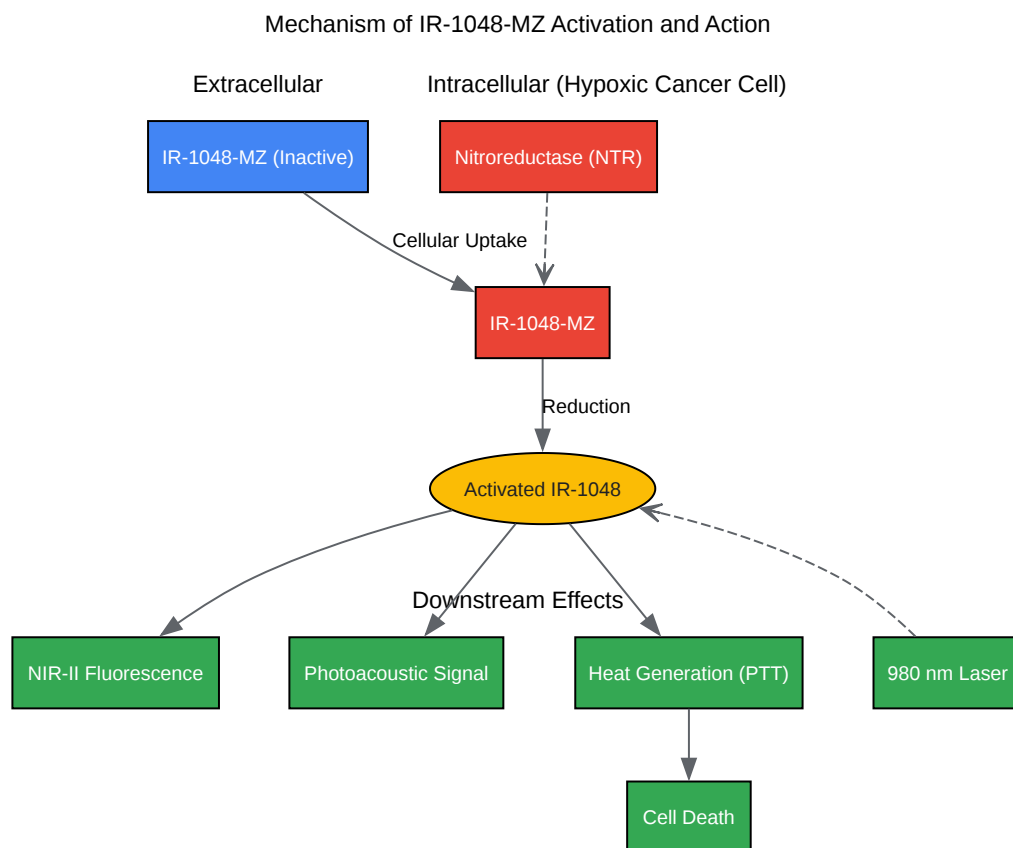 Mechanism of IR-1048-MZ Activation and Action
Extracellular
Intracellular (Hypoxic Cancer Cell)
IR-1048-MZ (Inactive)
Nitroreductase (NTR)
Cellular Uptake
IR-1048-MZ
Reduction
Activated IR-1048
Downstream Effects
NIR-II Fluorescence
Photoacoustic Signal
Heat Generation (PTT)
980 nm Laser
Cell Death